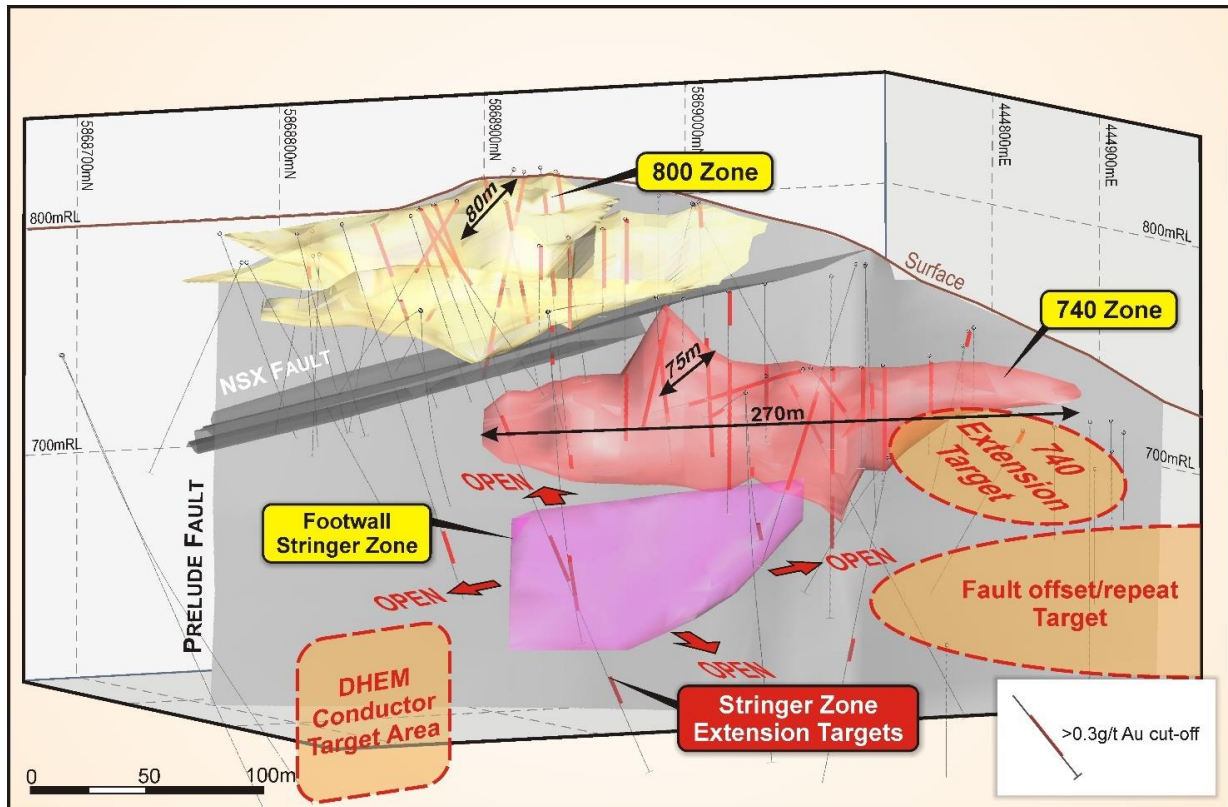 5868700mN
5868800mN
5868900mN
5869000mN
444800mE
444900mE
800 Zone
80m
800mRL
800mRL
Surface
740 Zone
NSX FAULT
75m
270m
700mRL
700mRL
740
Extension
Target
OPEN
Footwall
Stringer Zone
OPEN
OPEN
PRELUDE FAULT
Fault offset/repeat
Target
OPEN
DHEM
Conductor
Target Area
Stringer Zone
Extension Targets
>0.3g/t Au cut-off
0 50 100m